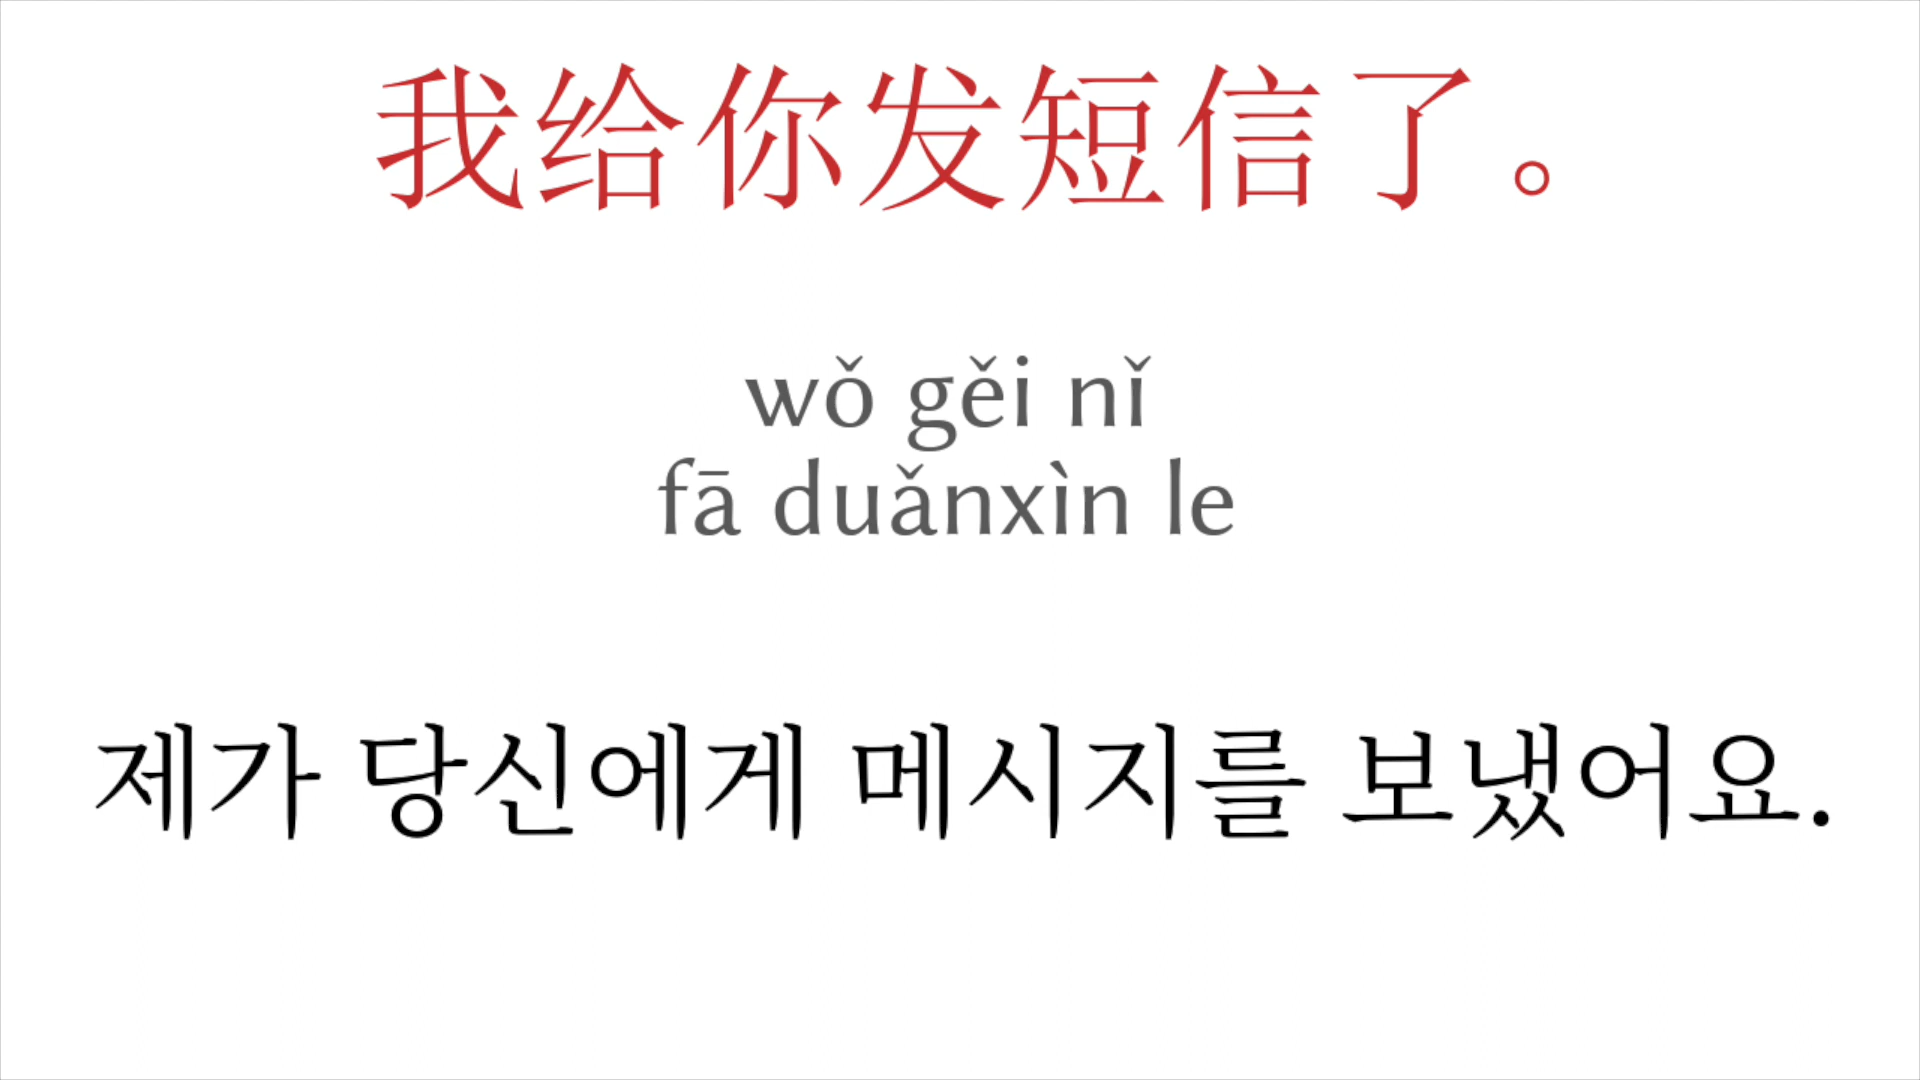 我给你发短信了。
wǒ gěi nǐ
fā duǎnxìn le
제가 당신에게 메시지를 보냈어요.